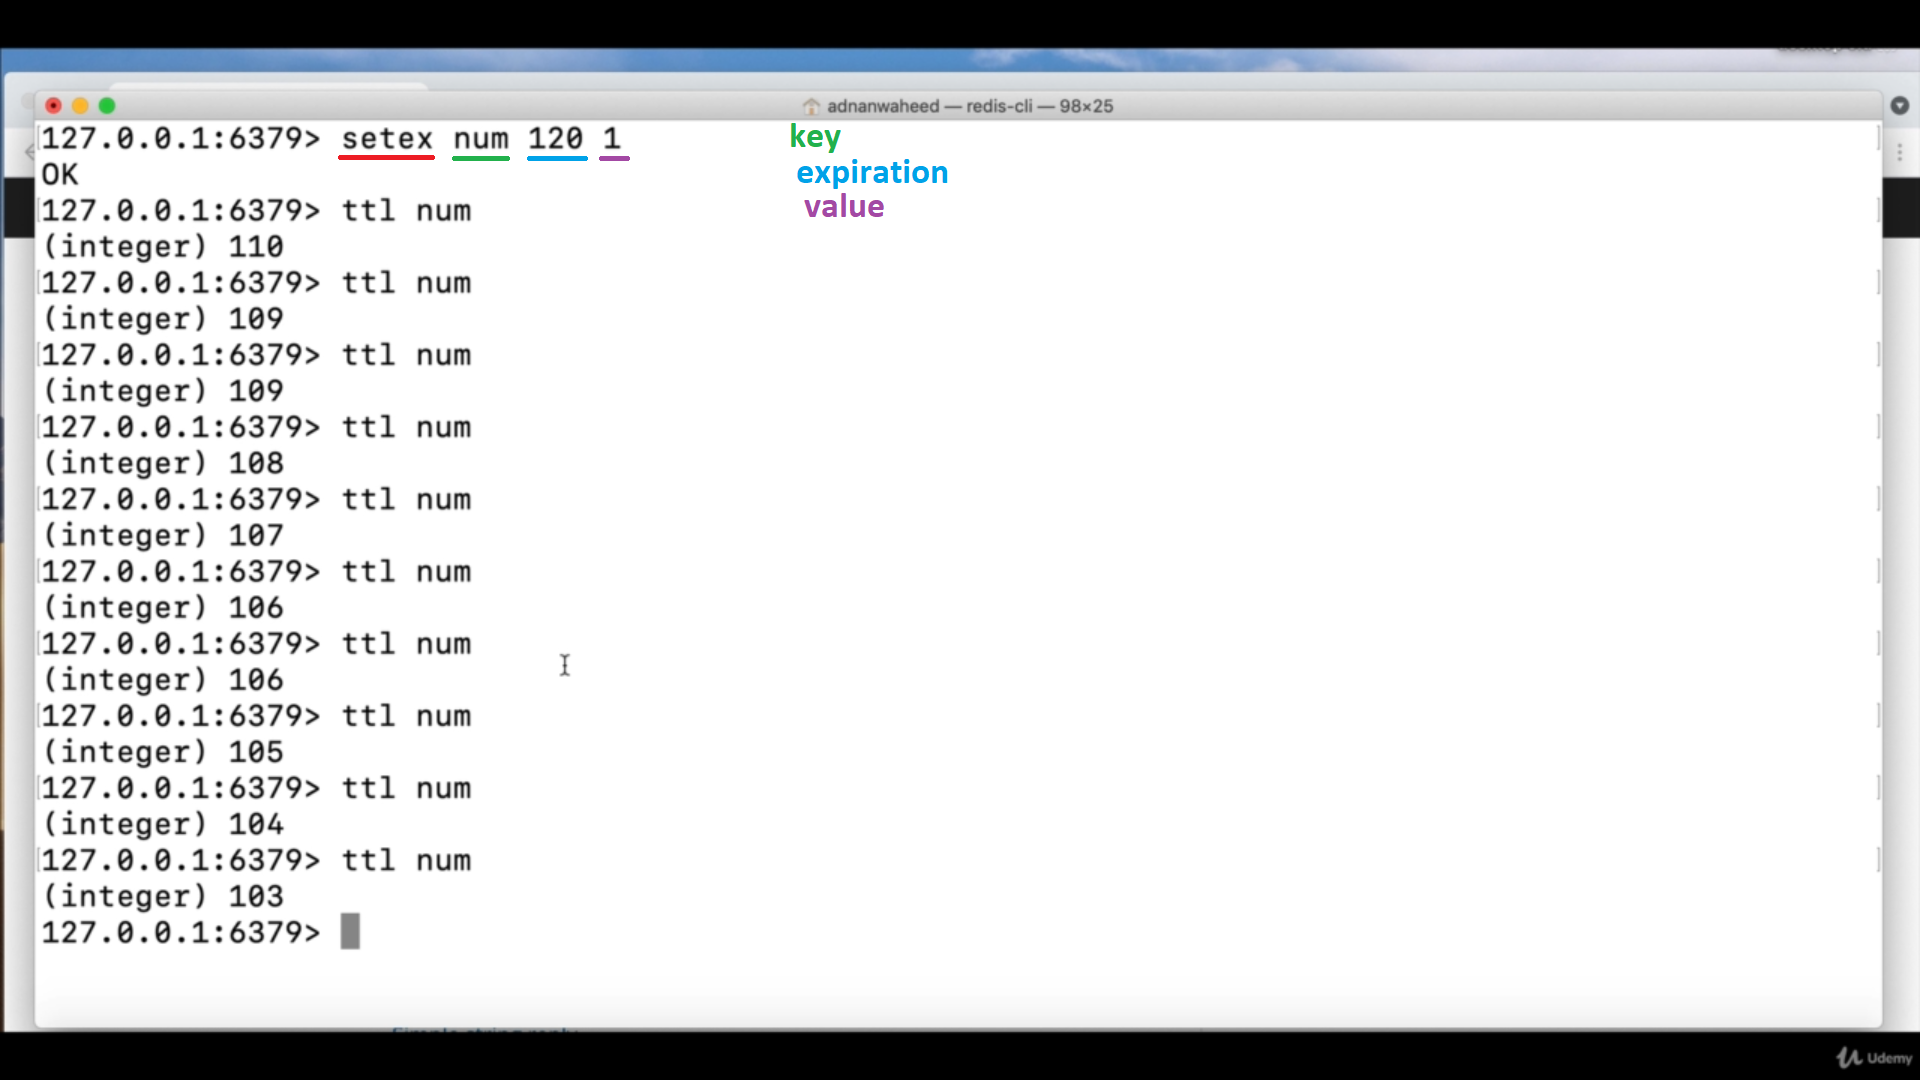 adnanwaheed — redis-cli — 98×25
127.0.0.1:6379> setex num 120 1
key
OK
expiration
127.0.0.1:6379> ttl num
value
(integer) 110
127.0.0.1:6379> ttl num
(integer) 109
127.0.0.1:6379> ttl num
(integer) 109
127.0.0.1:6379> ttl num
(integer) 108
127.0.0.1:6379> ttl num
(integer) 107
127.0.0.1:6379> ttl num
(integer) 106
127.0.0.1:6379> ttl num
(integer) 106
127.0.0.1:6379> ttl num
(integer) 105
127.0.0.1:6379> ttl num
(integer) 104
127.0.0.1:6379> ttl num
(integer) 103
127.0.0.1:6379>
Udemy